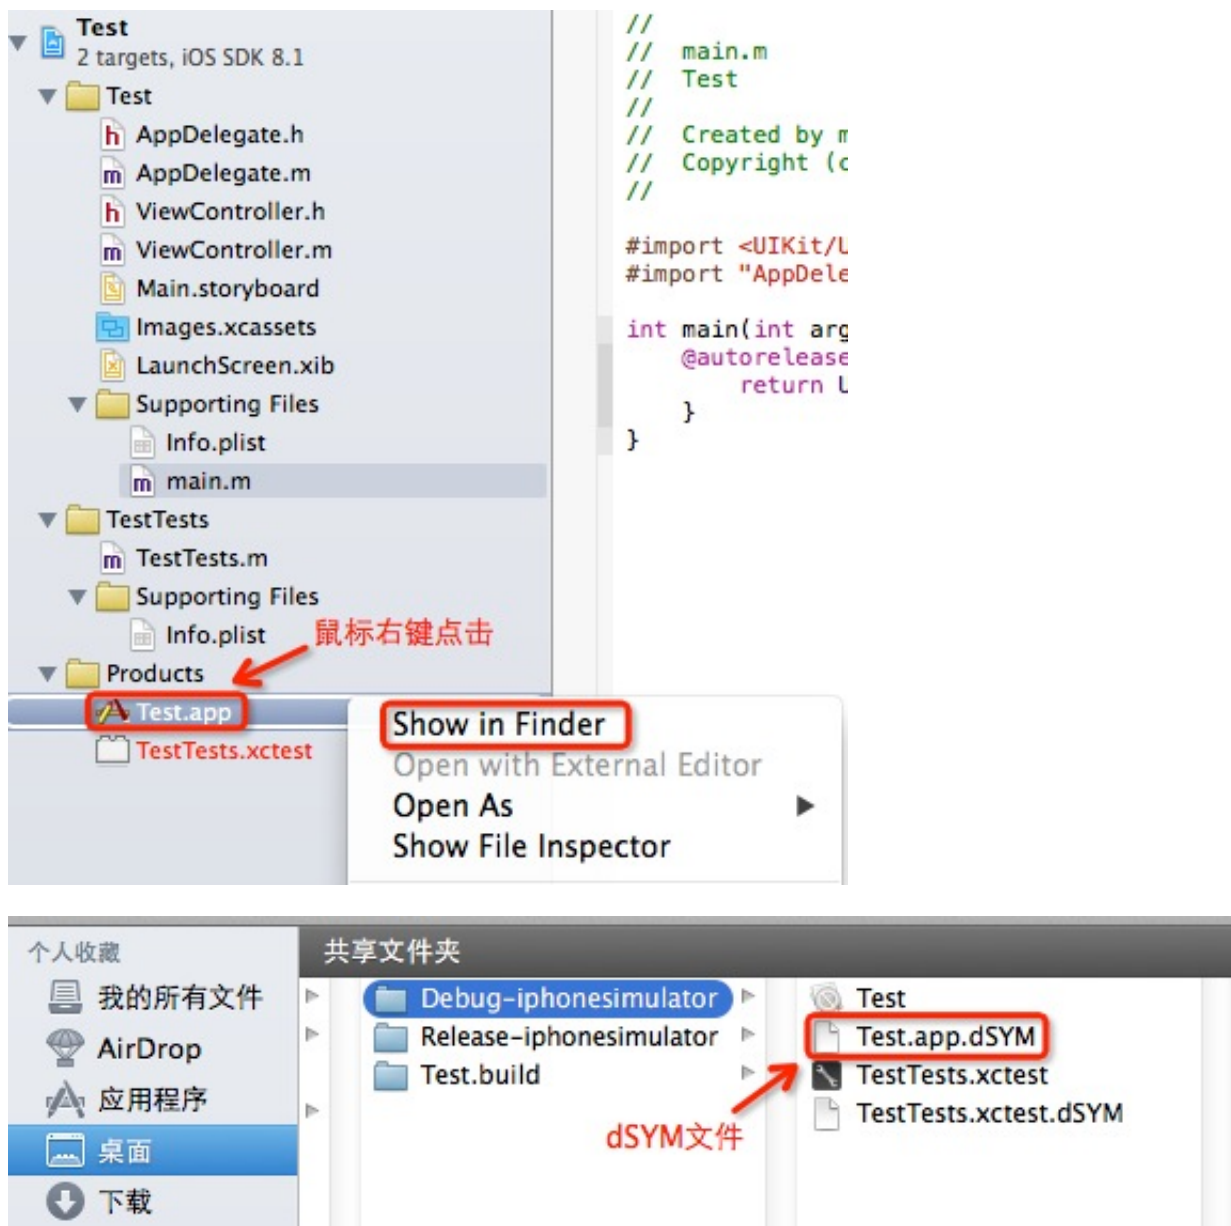 Test
2 targets, iOS SDK 8.1
Test
h AppDelegate.h
m AppDelegate.m
h ViewController.h
m ViewController.m
Main.storyboard
Images.xcassets
LaunchScreen.xib
Supporting Files
Info.plist
m main.m
TestTests
m TestTests.m
Supporting Files
Info.plist
鼠标右键点击
Products
Test.app
TestTests.xctest
//
// main.m
// Test
//
// Created by m
// Copyright (c
//
#import <UIKit/U
#import "AppDele
int main(int arg
@autorelease
return U
}
}
Show in Finder
Open with External Editor
Open As
Show File Inspector
个人收藏
我的所有文件
AirDrop
应用程序
桌面
下载
共享文件夹
Debug-iphonesimulator
Release-iphonesimulator
Test.build
dSYM文件
Test
Test.app.dSYM
TestTests.xctest
TestTests.xctest.dSYM